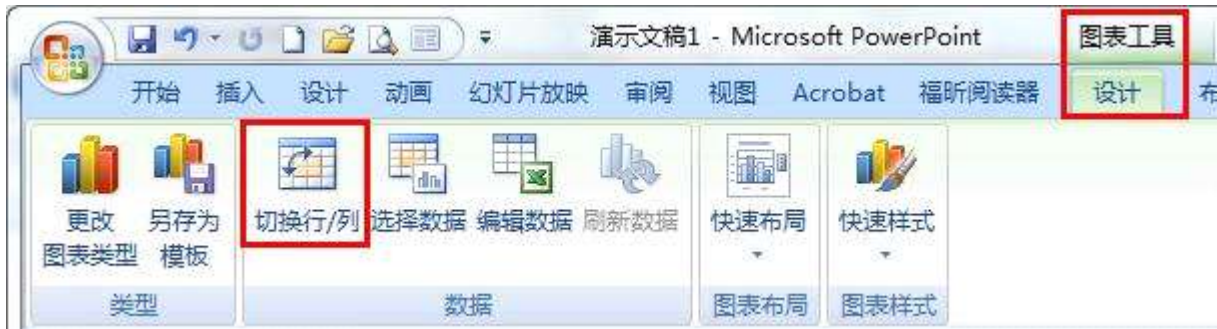 演示文稿1 - Microsoft PowerPoint
图表工具
开始 插入 设计 动画 幻灯片放映 审阅 视图 Acrobat 福昕阅读器 设计 布
更改
图表类型
另存为
模板
切换行/列
选择数据
编辑数据
刷新数据
快速布局
快速样式
类型
数据
图表布局
图表样式